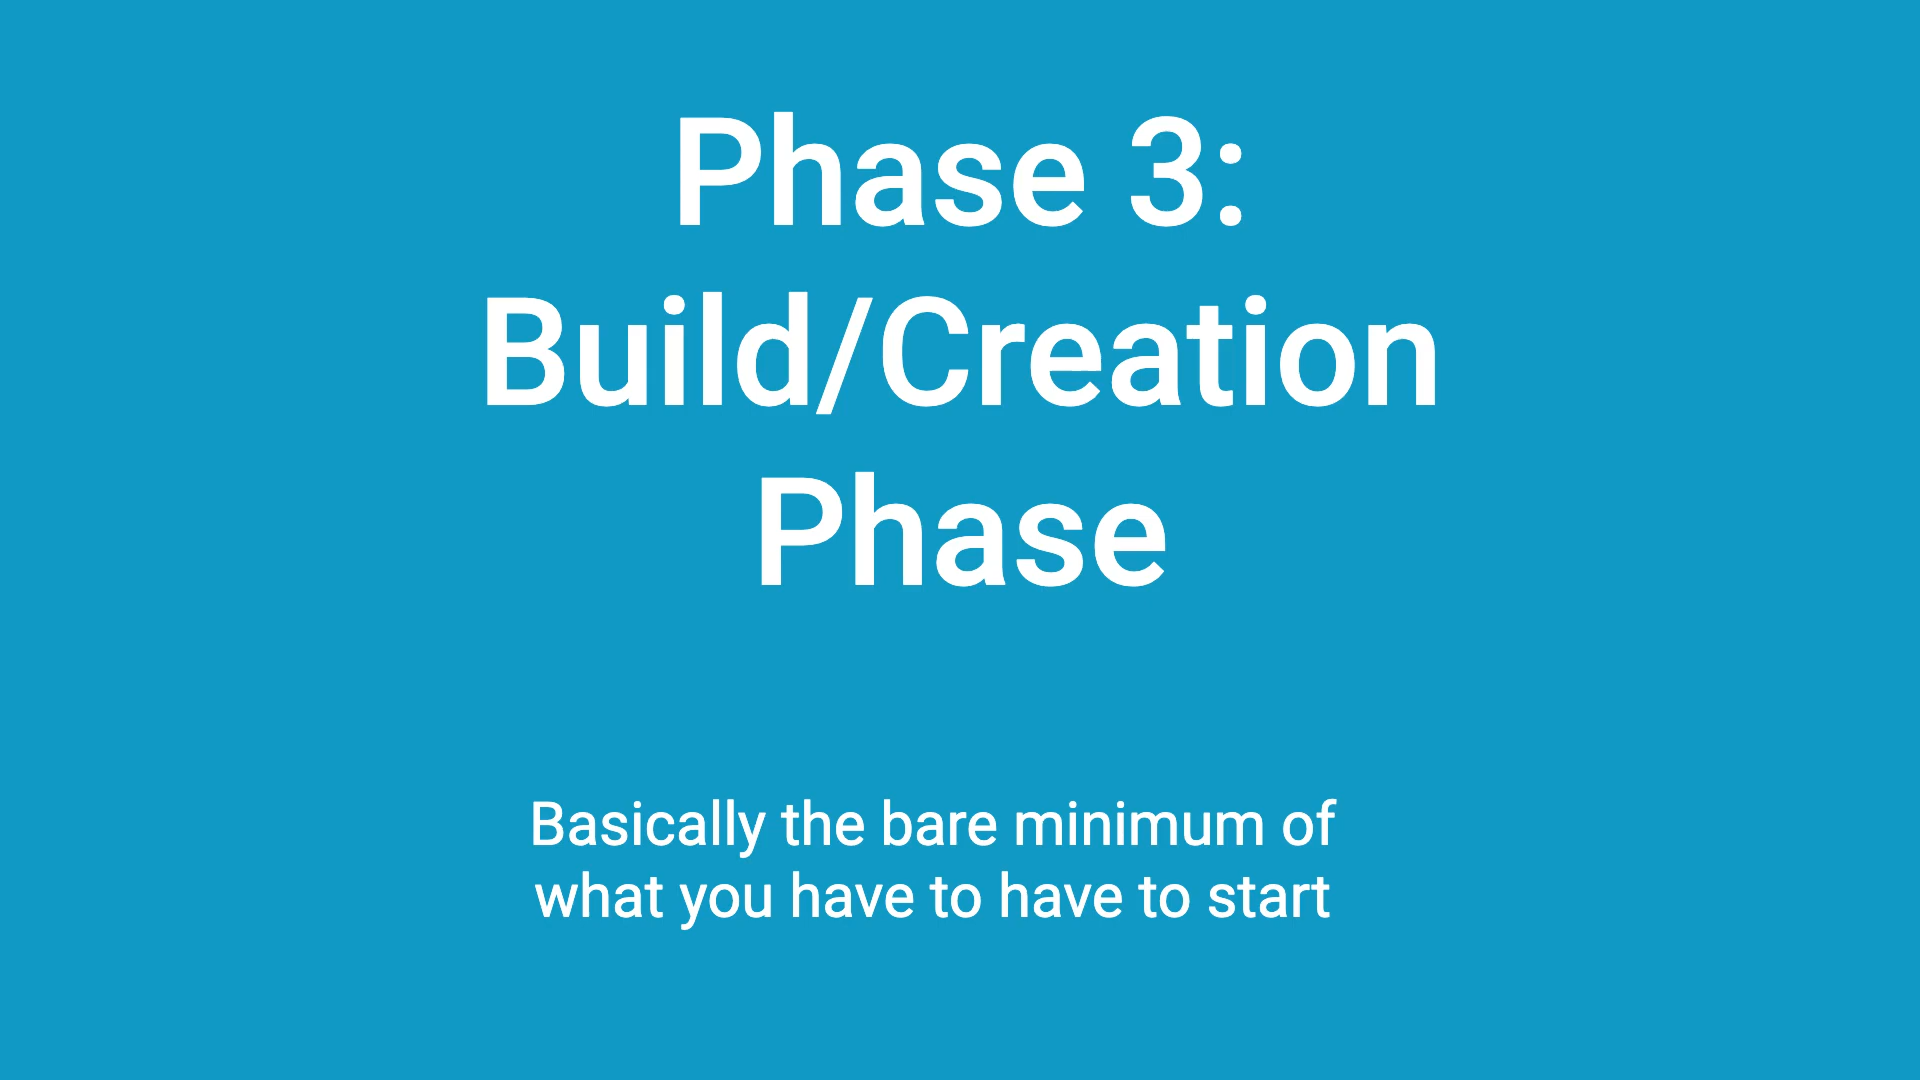 Phase 3:
Build/Creation
Phase
Basically the bare minimum of
what you have to have to start